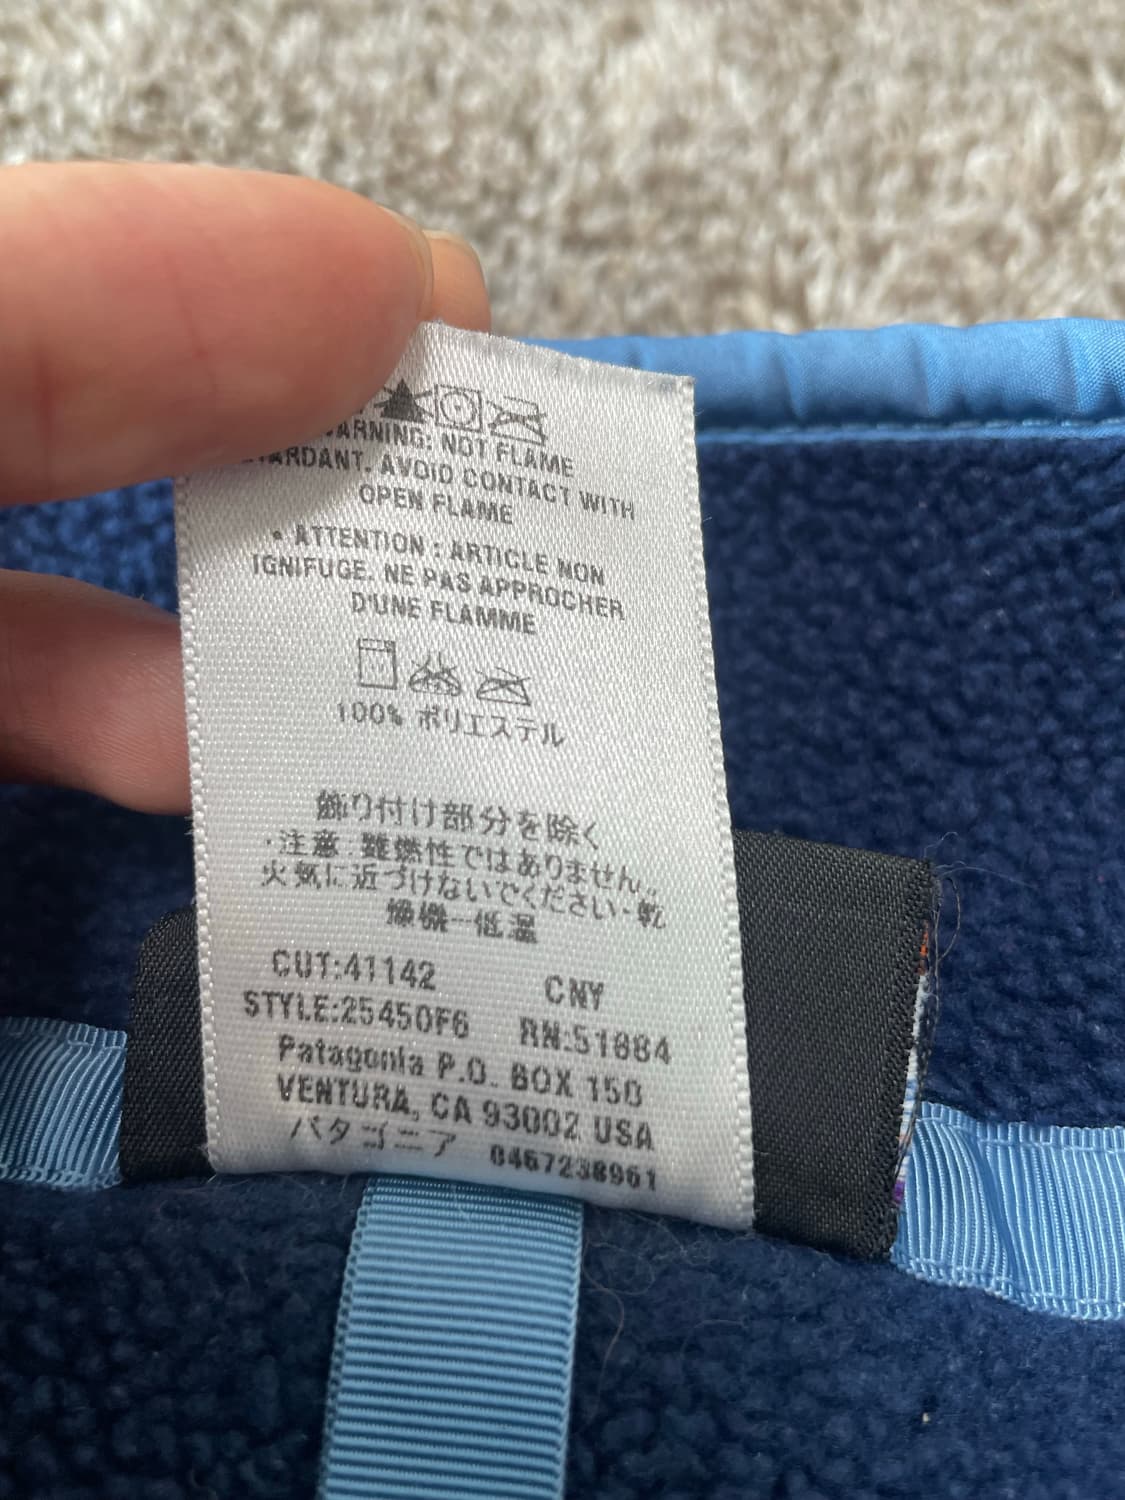 WARNING: NOT FLAME
RETARDANT. AVOID CONTACT WITH
OPEN FLAME
• ATTENTION : ARTICLE NON
IGNIFUGE. NE PAS APPROCHER
D'UNE FLAMME
100% ポリエステル
飾り付け部分を除く
・注意 難燃性ではありません。
火気に近づけないでください・乾
燥機ー低温
CUT:41142 CNY
STYLE:25450F6 RN:51884
Patagonia P.O. BOX 150
VENTURA, CA 93002 USA
パタゴニア 0467238961